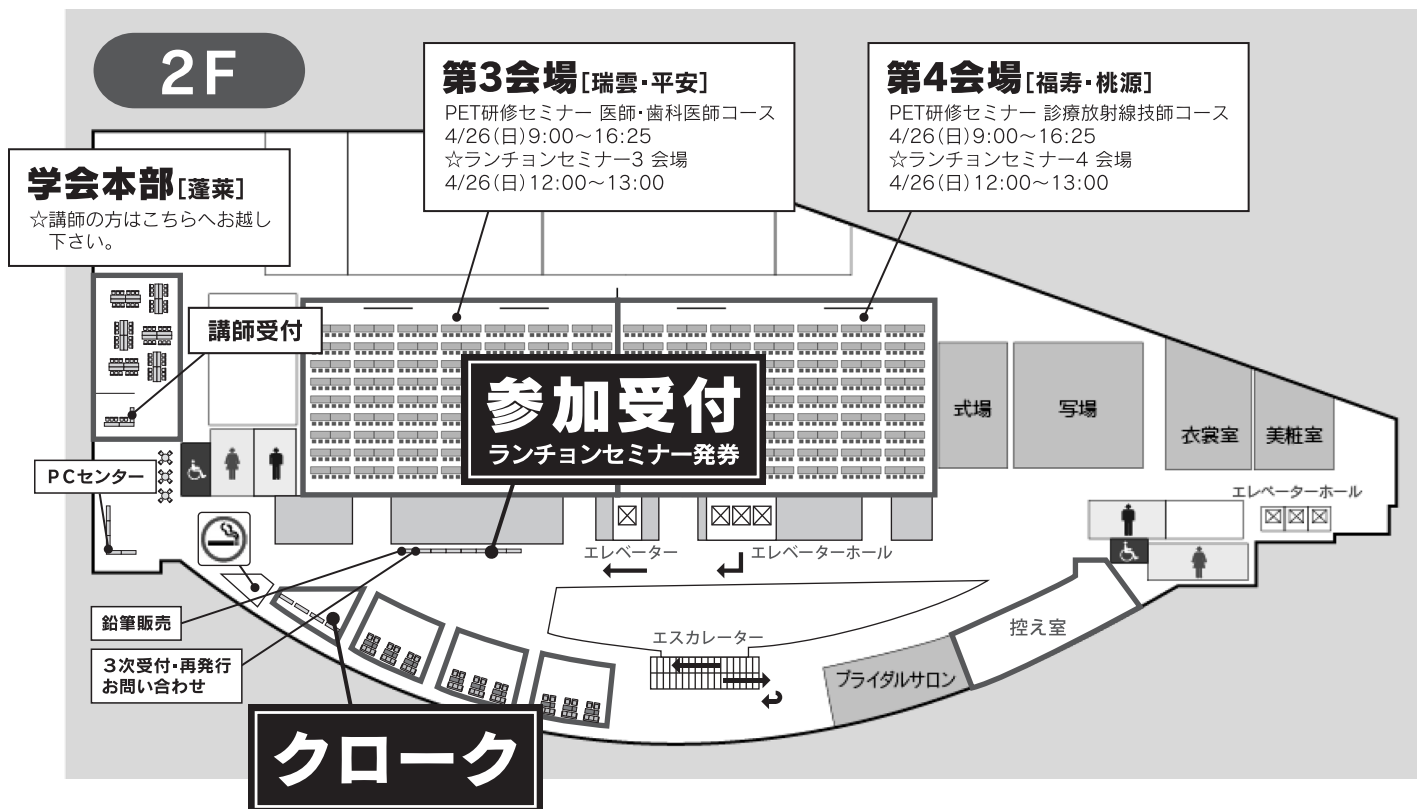 2F
第3会場[瑞雲・平安]
PET研修セミナー 医師・歯科医師コース
4/26(日)9:00〜16:25
☆ランチョンセミナー3 会場
4/26(日)12:00〜13:00
第4会場[福寿・桃源]
PET研修セミナー 診療放射線技師コース
4/26(日)9:00〜16:25
☆ランチョンセミナー4 会場
4/26(日)12:00〜13:00
学会本部[蓬莱]
☆講師の方はこちらへお越し
下さい。
講師受付
参加受付
ランチョンセミナー発券
式場
写場
衣裳室
美粧室
PCセンター
エレベーターホール
エレベーター
エレベーターホール
鉛筆販売
3次受付・再発行
お問い合わせ
エスカレーター
控え室
ブライダルサロン
クローク